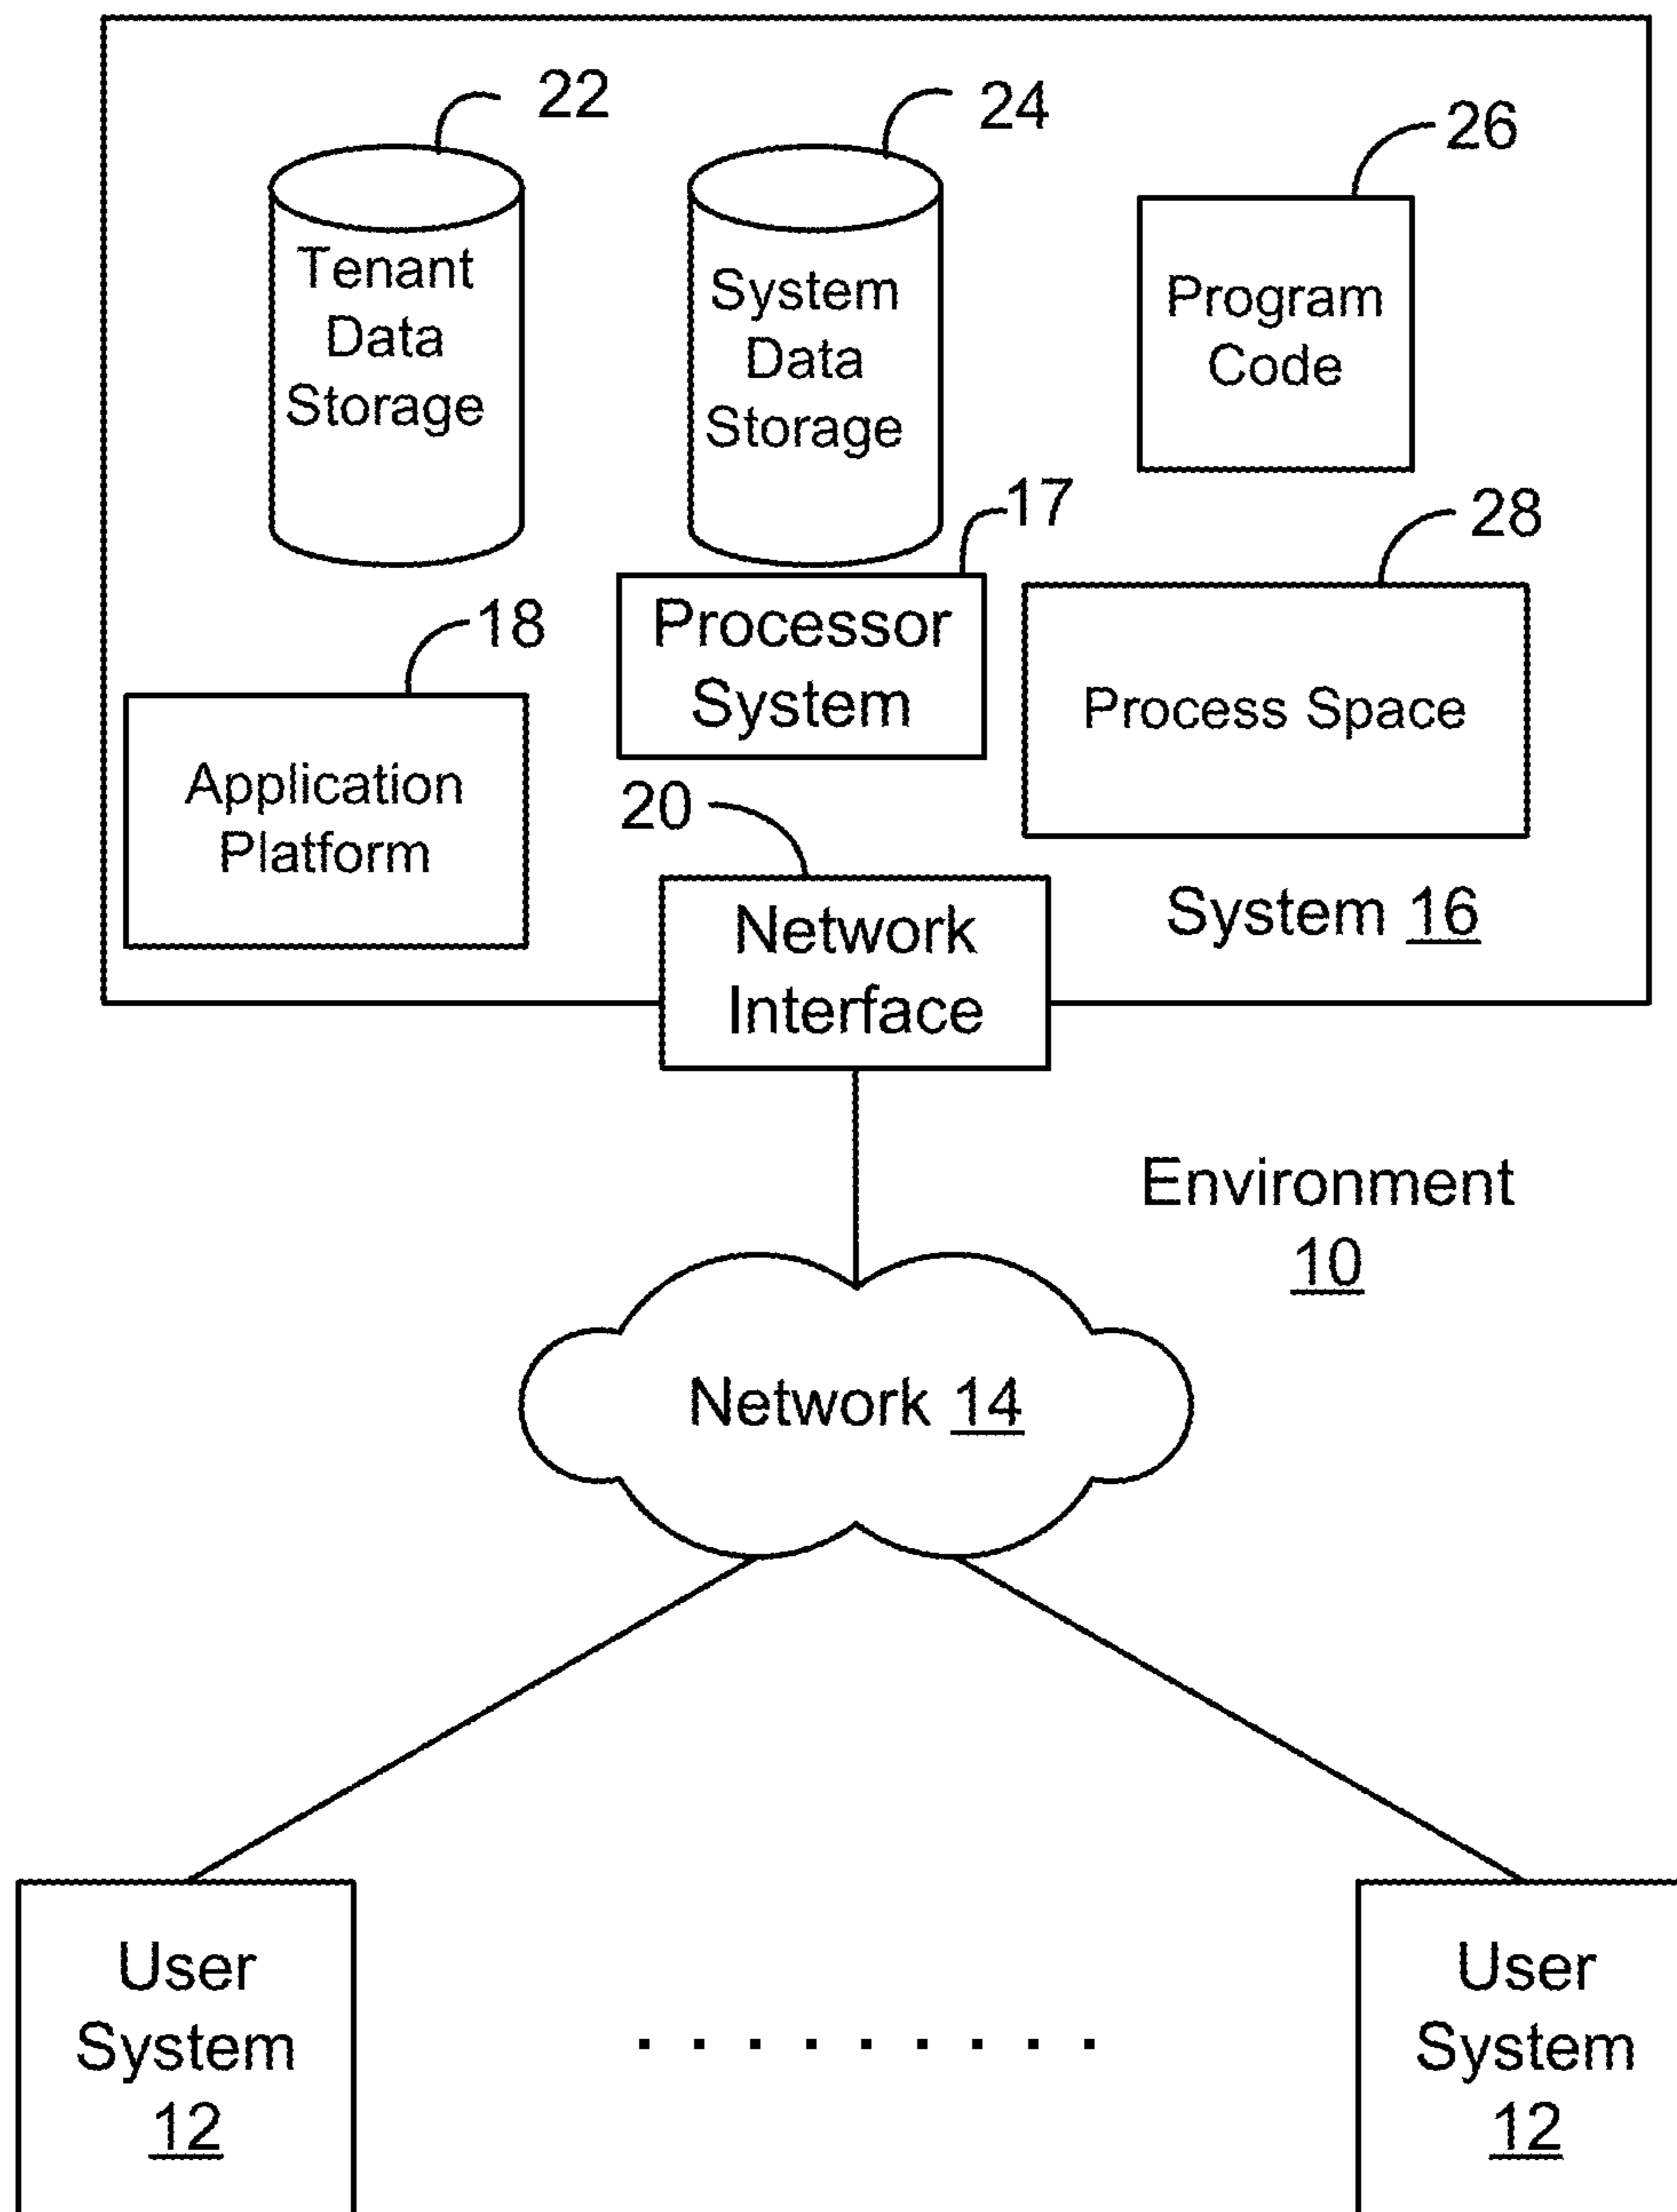 22
24
26
Tenant
Data
Storage
System
Data
Storage
Program
Code
17
28
18
Processor
System
Process Space
Application
Platform
20
Network
Interface
System 16
Environment
10
Network 14
User
System
12
. . . . . . . . .
User
System
12